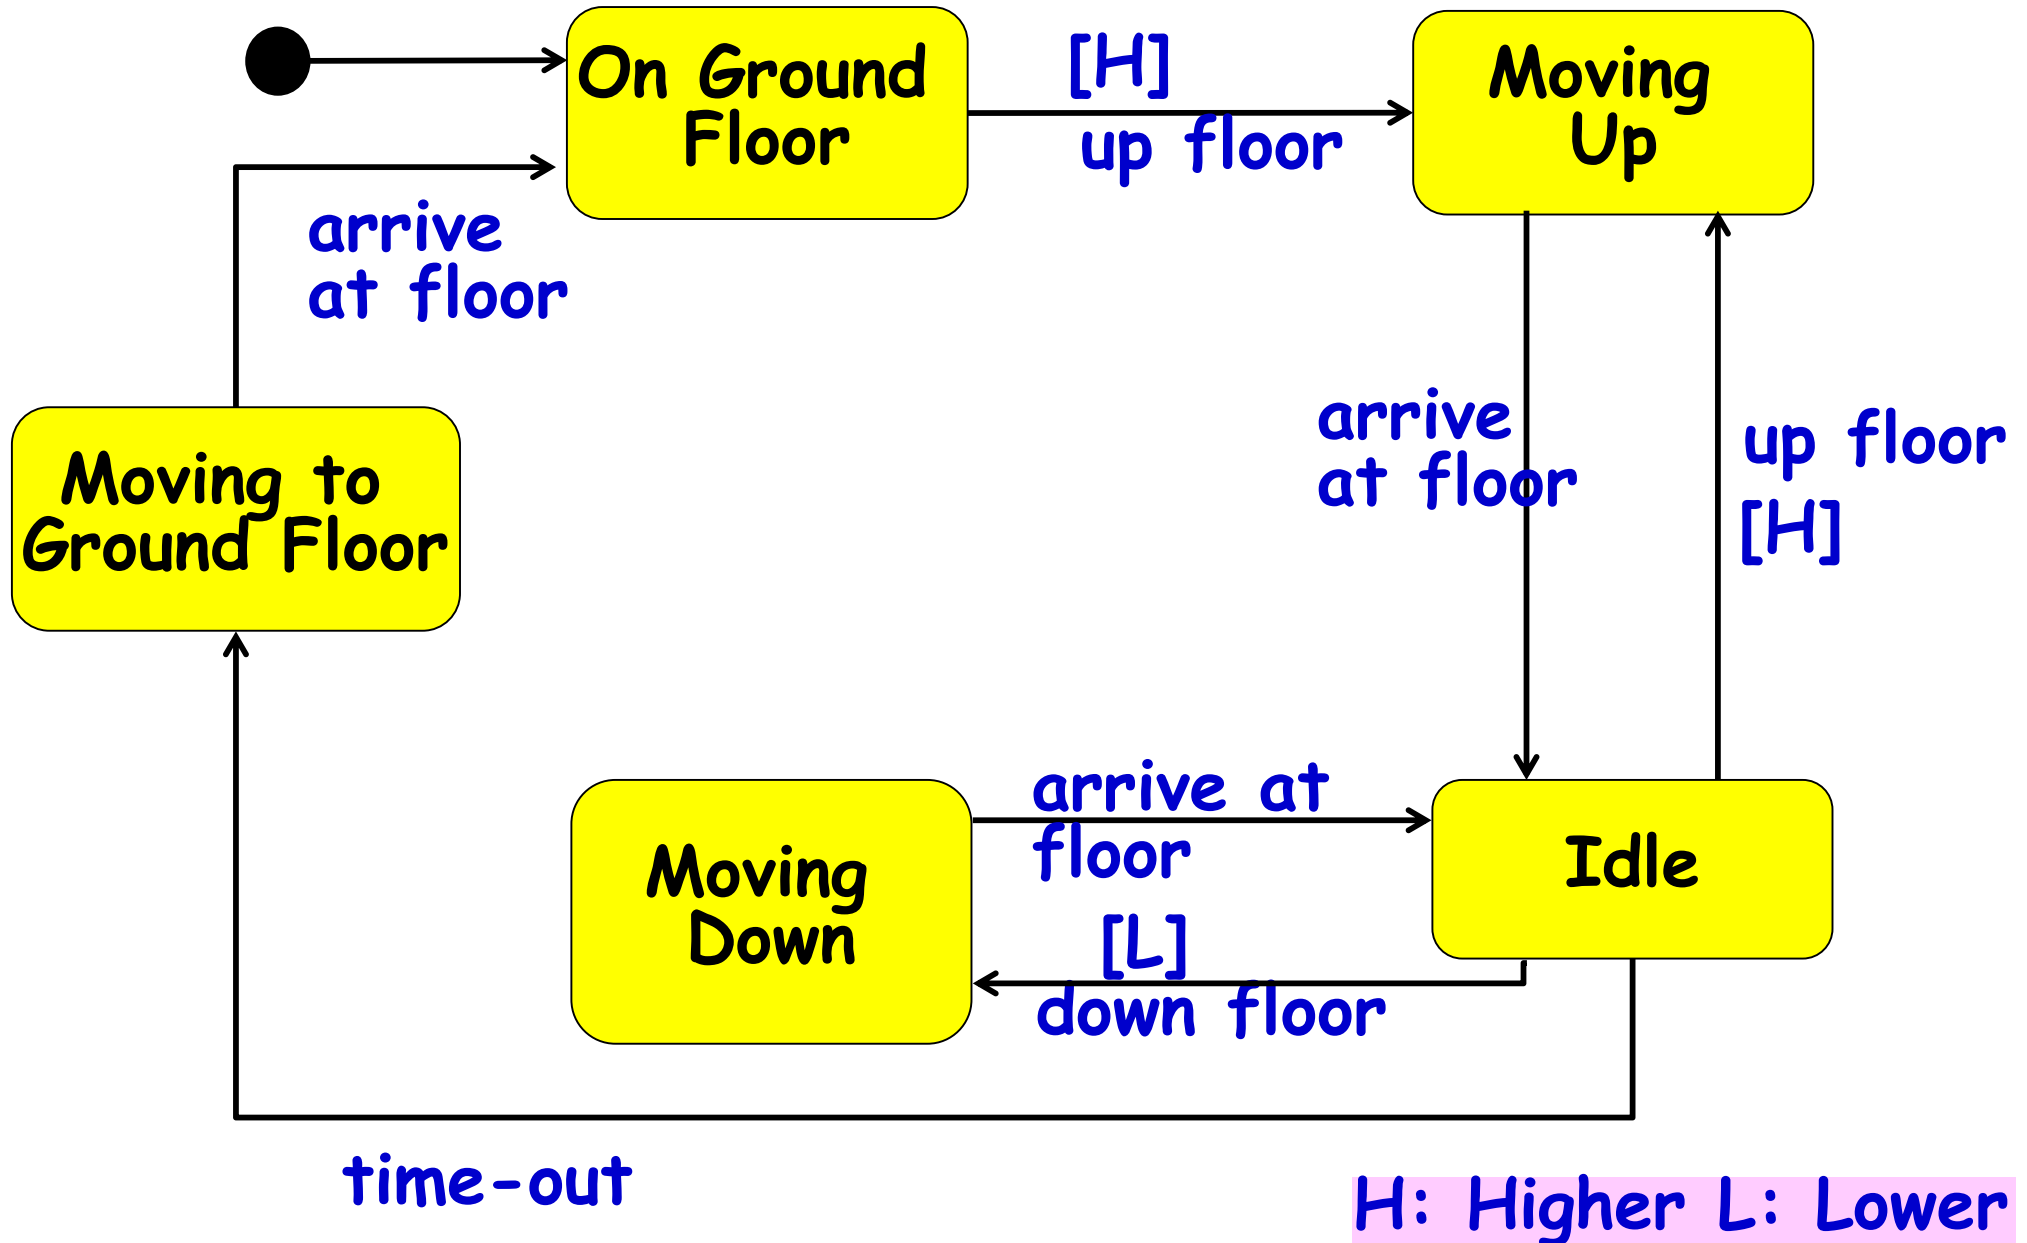 On Ground
Floor
[H]
up floor
Moving
Up
arrive
at floor
Moving to
Ground Floor
arrive
at floor
up floor
[H]
Moving
Down
arrive at
floor
[L]
down floor
Idle
time-out
H: Higher L: Lower